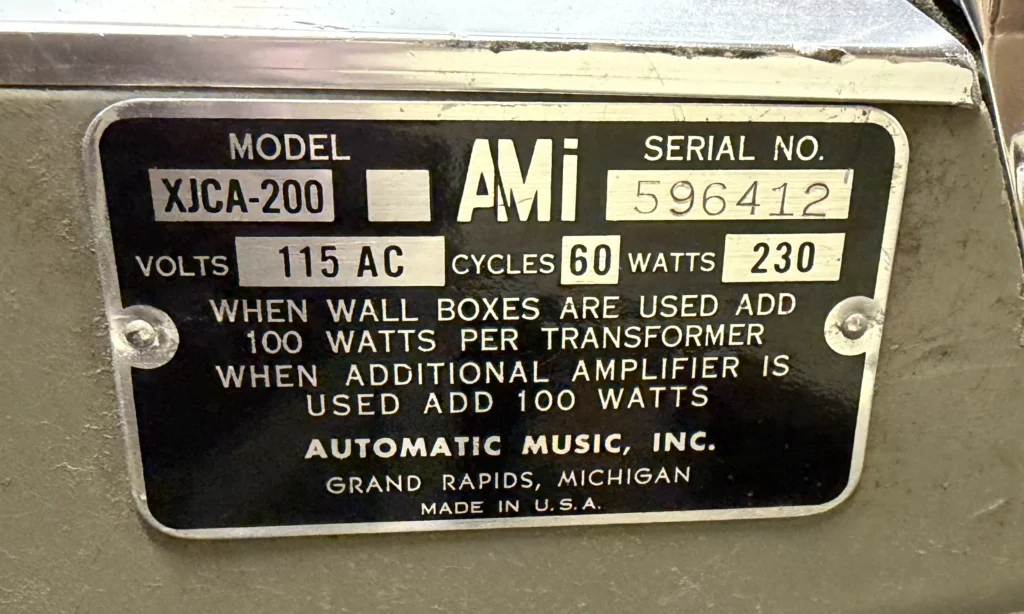 MODEL AMi SERIAL NO.
XJCA-200 596412
VOLTS 115 AC CYCLES 60 WATTS 230
WHEN WALL BOXES ARE USED ADD
100 WATTS PER TRANSFORMER
WHEN ADDITIONAL AMPLIFIER IS
USED ADD 100 WATTS
AUTOMATIC MUSIC, INC.
GRAND RAPIDS, MICHIGAN
MADE IN U.S.A.